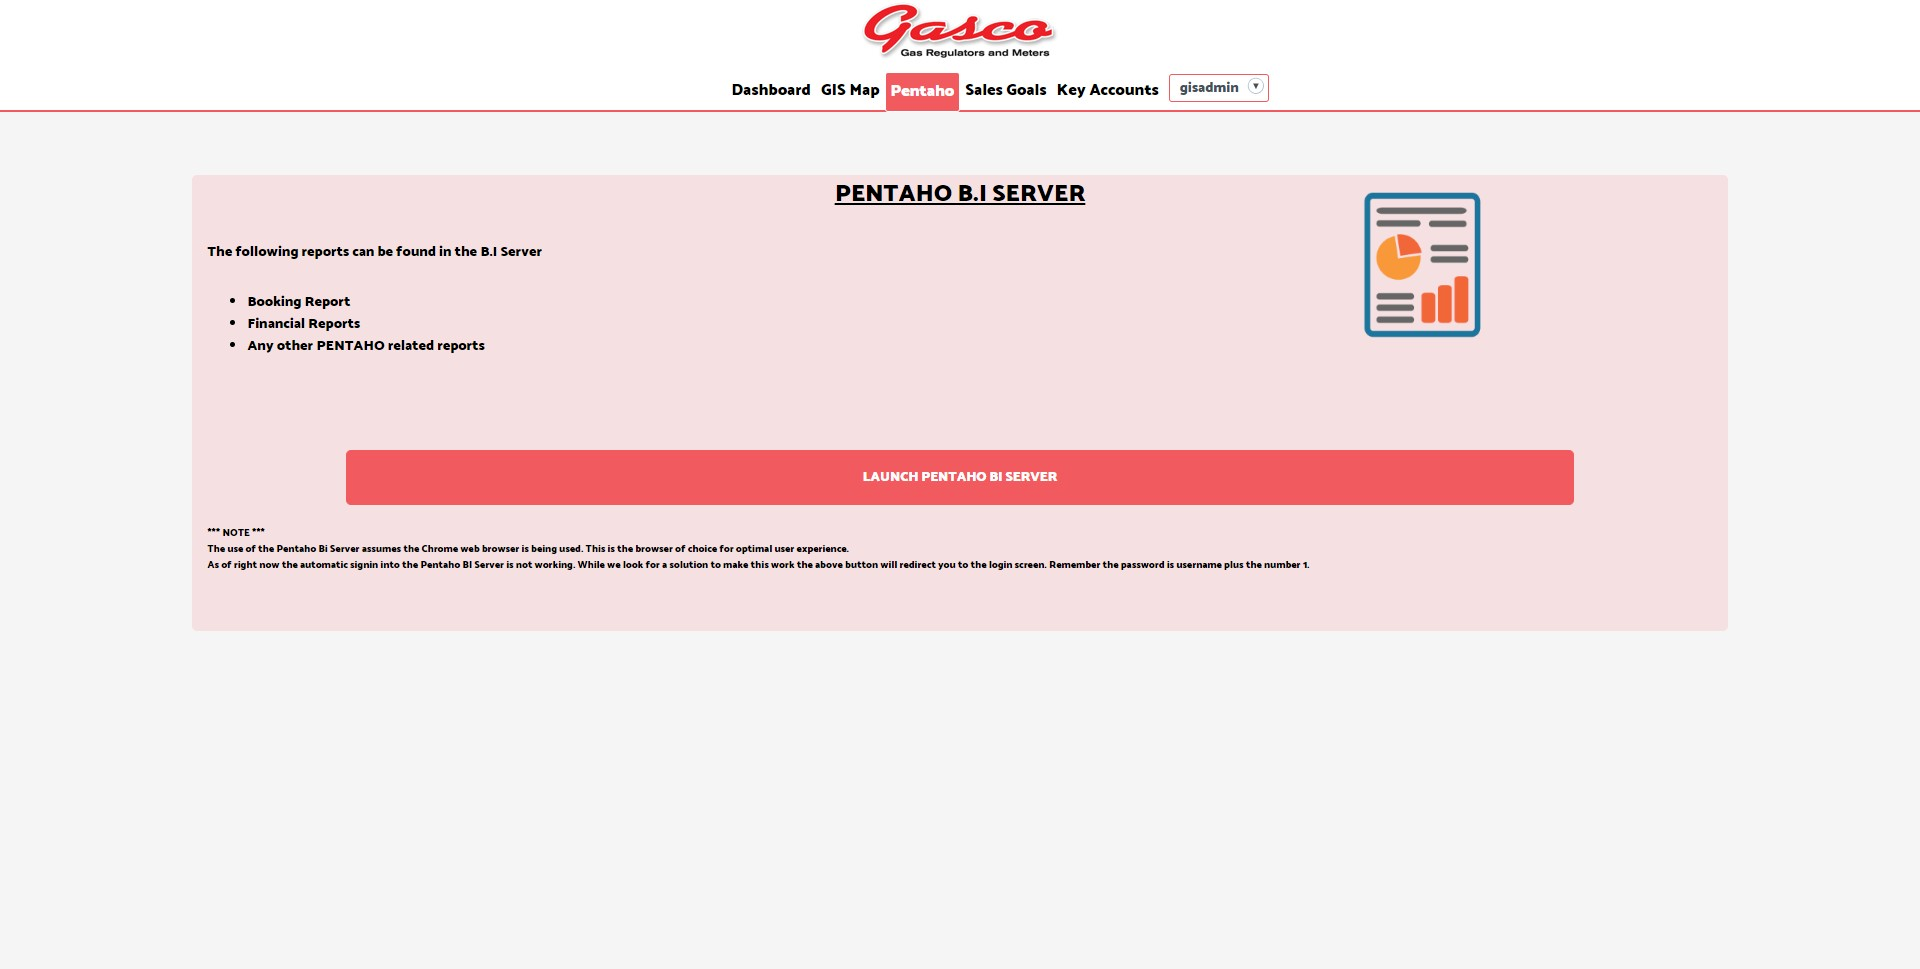 Gasco
Gas Regulators and Meters
Dashboard GIS Map Pentaho Sales Goals Key Accounts gisadmin
PENTAHO B.I SERVER
The following reports can be found in the B.I Server
• Booking Report
• Financial Reports
• Any other PENTAHO related reports
LAUNCH PENTAHO BI SERVER
*** NOTE ***
The use of the Pentaho Bi Server assumes the Chrome web browser is being used. This is the browser of choice for optimal user experience.
As of right now the automatic signin into the Pentaho BI Server is not working. While we look for a solution to make this work the above button will redirect you to the login screen. Remember the password is username plus the number 1.